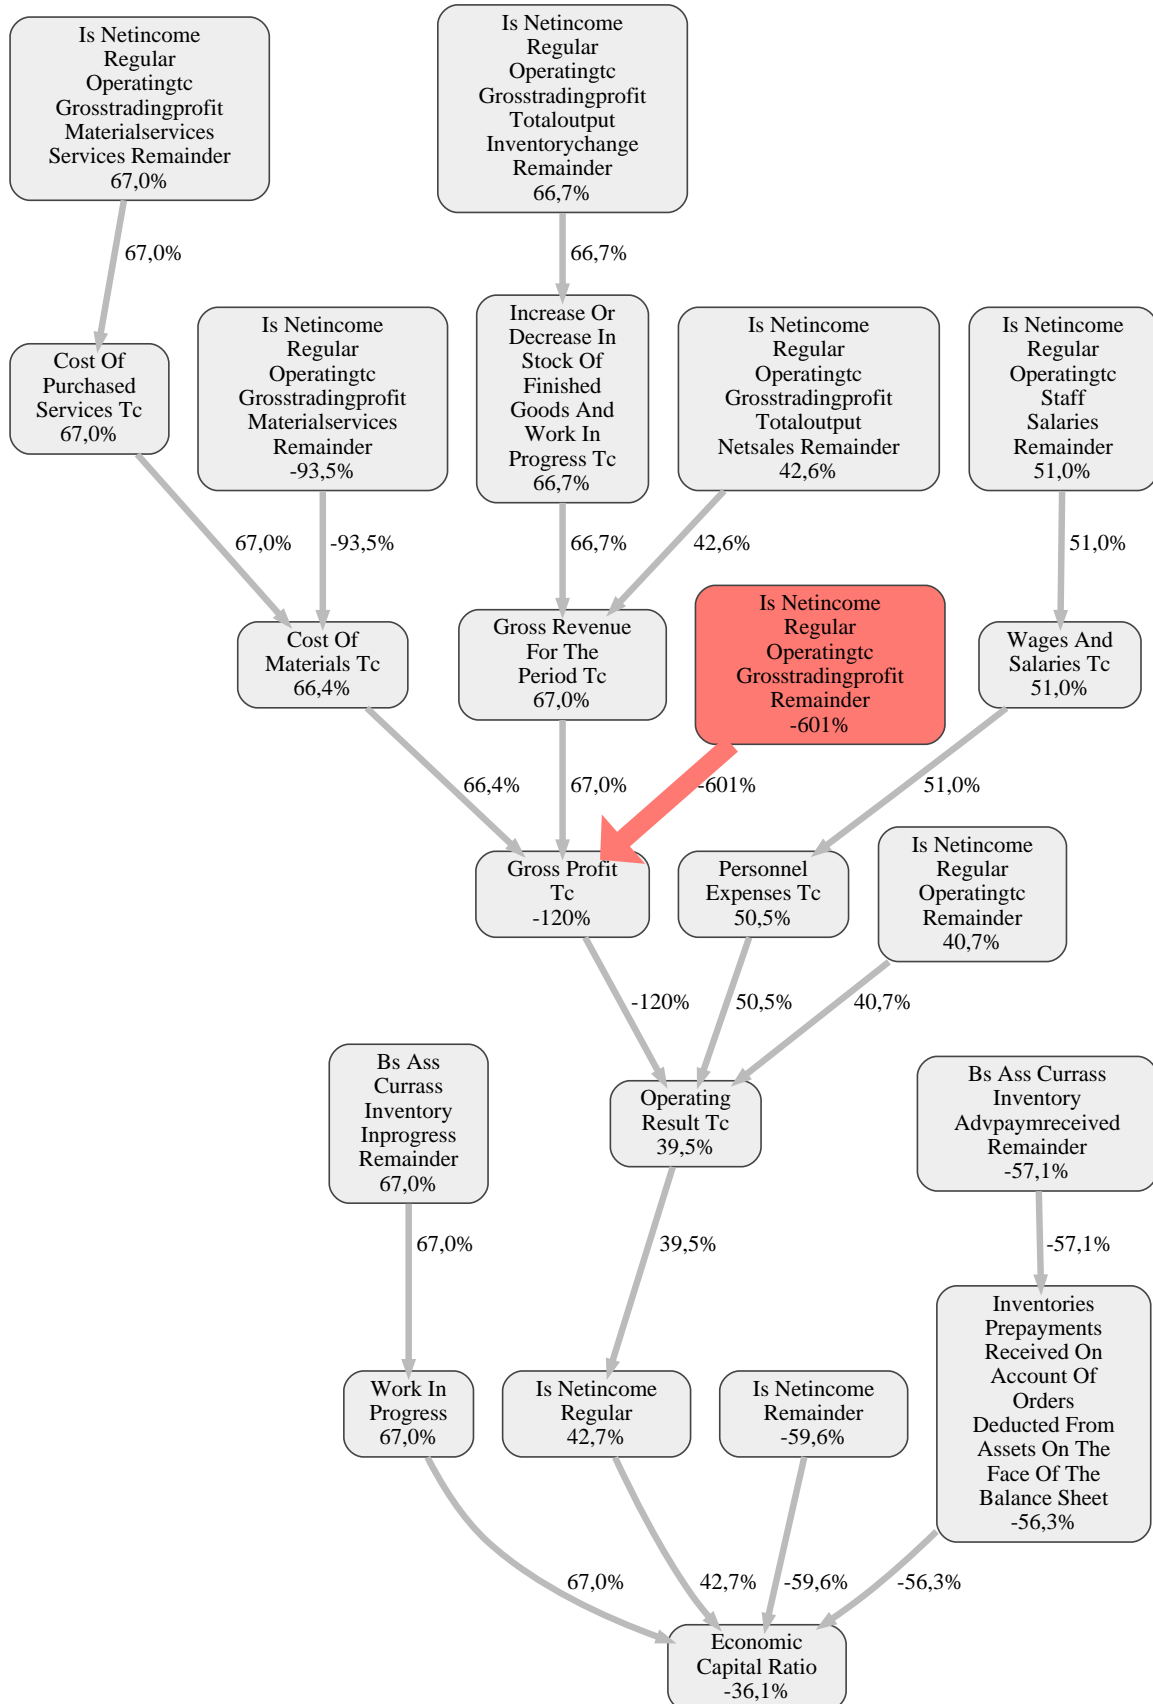 Is Netincome
Regular
Operatingtc
Grosstradingprofit
Materialservices
Services Remainder
67,0%
Is Netincome
Regular
Operatingtc
Grosstradingprofit
Totaloutput
Inventorychange
Remainder
66,7%
67,0%
66,7%
Cost Of
Purchased
Services Tc
67,0%
Is Netincome
Regular
Operatingtc
Grosstradingprofit
Materialservices
Remainder
-93,5%
Increase Or
Decrease In
Stock Of
Finished
Goods And
Work In
Progress Tc
66,7%
Is Netincome
Regular
Operatingtc
Grosstradingprofit
Totaloutput
Netsales Remainder
42,6%
Is Netincome
Regular
Operatingtc
Staff
Salaries
Remainder
51,0%
67,0%
-93,5%
66,7%
42,6%
51,0%
Cost Of
Materials Tc
66,4%
Gross Revenue
For The
Period Tc
67,0%
Is Netincome
Regular
Operatingtc
Grosstradingprofit
Remainder
-601%
Wages And
Salaries Tc
51,0%
66,4%
67,0%
-601%
51,0%
Gross Profit
Tc
-120%
Personnel
Expenses Tc
50,5%
Is Netincome
Regular
Operatingtc
Remainder
40,7%
-120%
50,5%
40,7%
Bs Ass
Currass
Inventory
Inprogress
Remainder
67,0%
Operating
Result Tc
39,5%
Bs Ass Currass
Inventory
Advpaymreceived
Remainder
-57,1%
67,0%
39,5%
-57,1%
Work In
Progress
67,0%
Is Netincome
Regular
42,7%
Is Netincome
Remainder
-59,6%
Inventories
Prepayments
Received On
Account Of
Orders
Deducted From
Assets On The
Face Of The
Balance Sheet
-56,3%
67,0%
42,7%
-59,6%
-56,3%
Economic
Capital Ratio
-36,1%